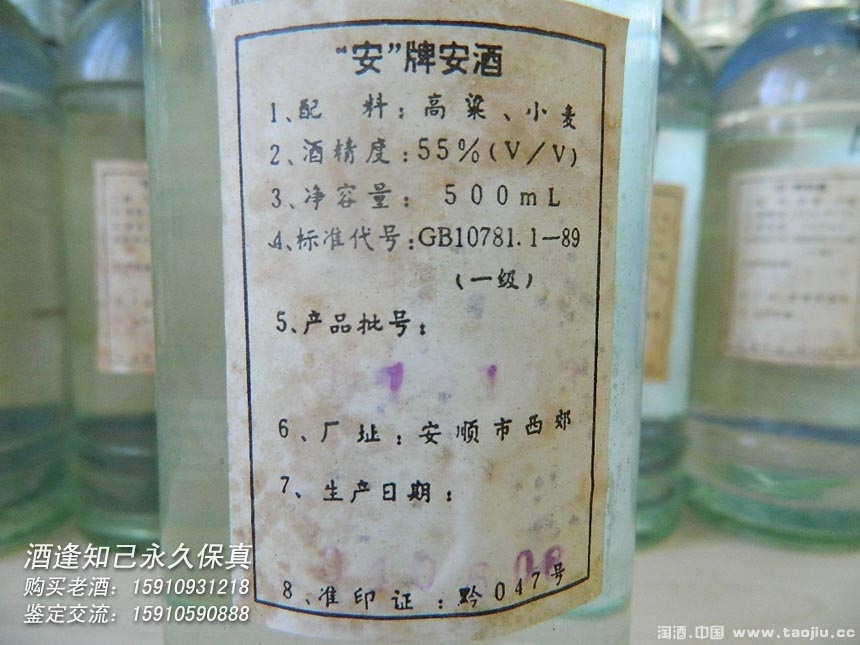 “安”牌安酒
1、配 料：高粱、小麦
2、酒精度：55%(V/V)
3、净容量：500mL
4、标准代号：GB10781.1—89
(一级)
5、产品批号：
6、厂址：安顺市西郊
7、生产日期：
8、准印证：黔047号
酒逢知己永久保真
购买老酒：15910931218
鉴定交流：15910590888
淘酒.中国 www.taojiu.cc